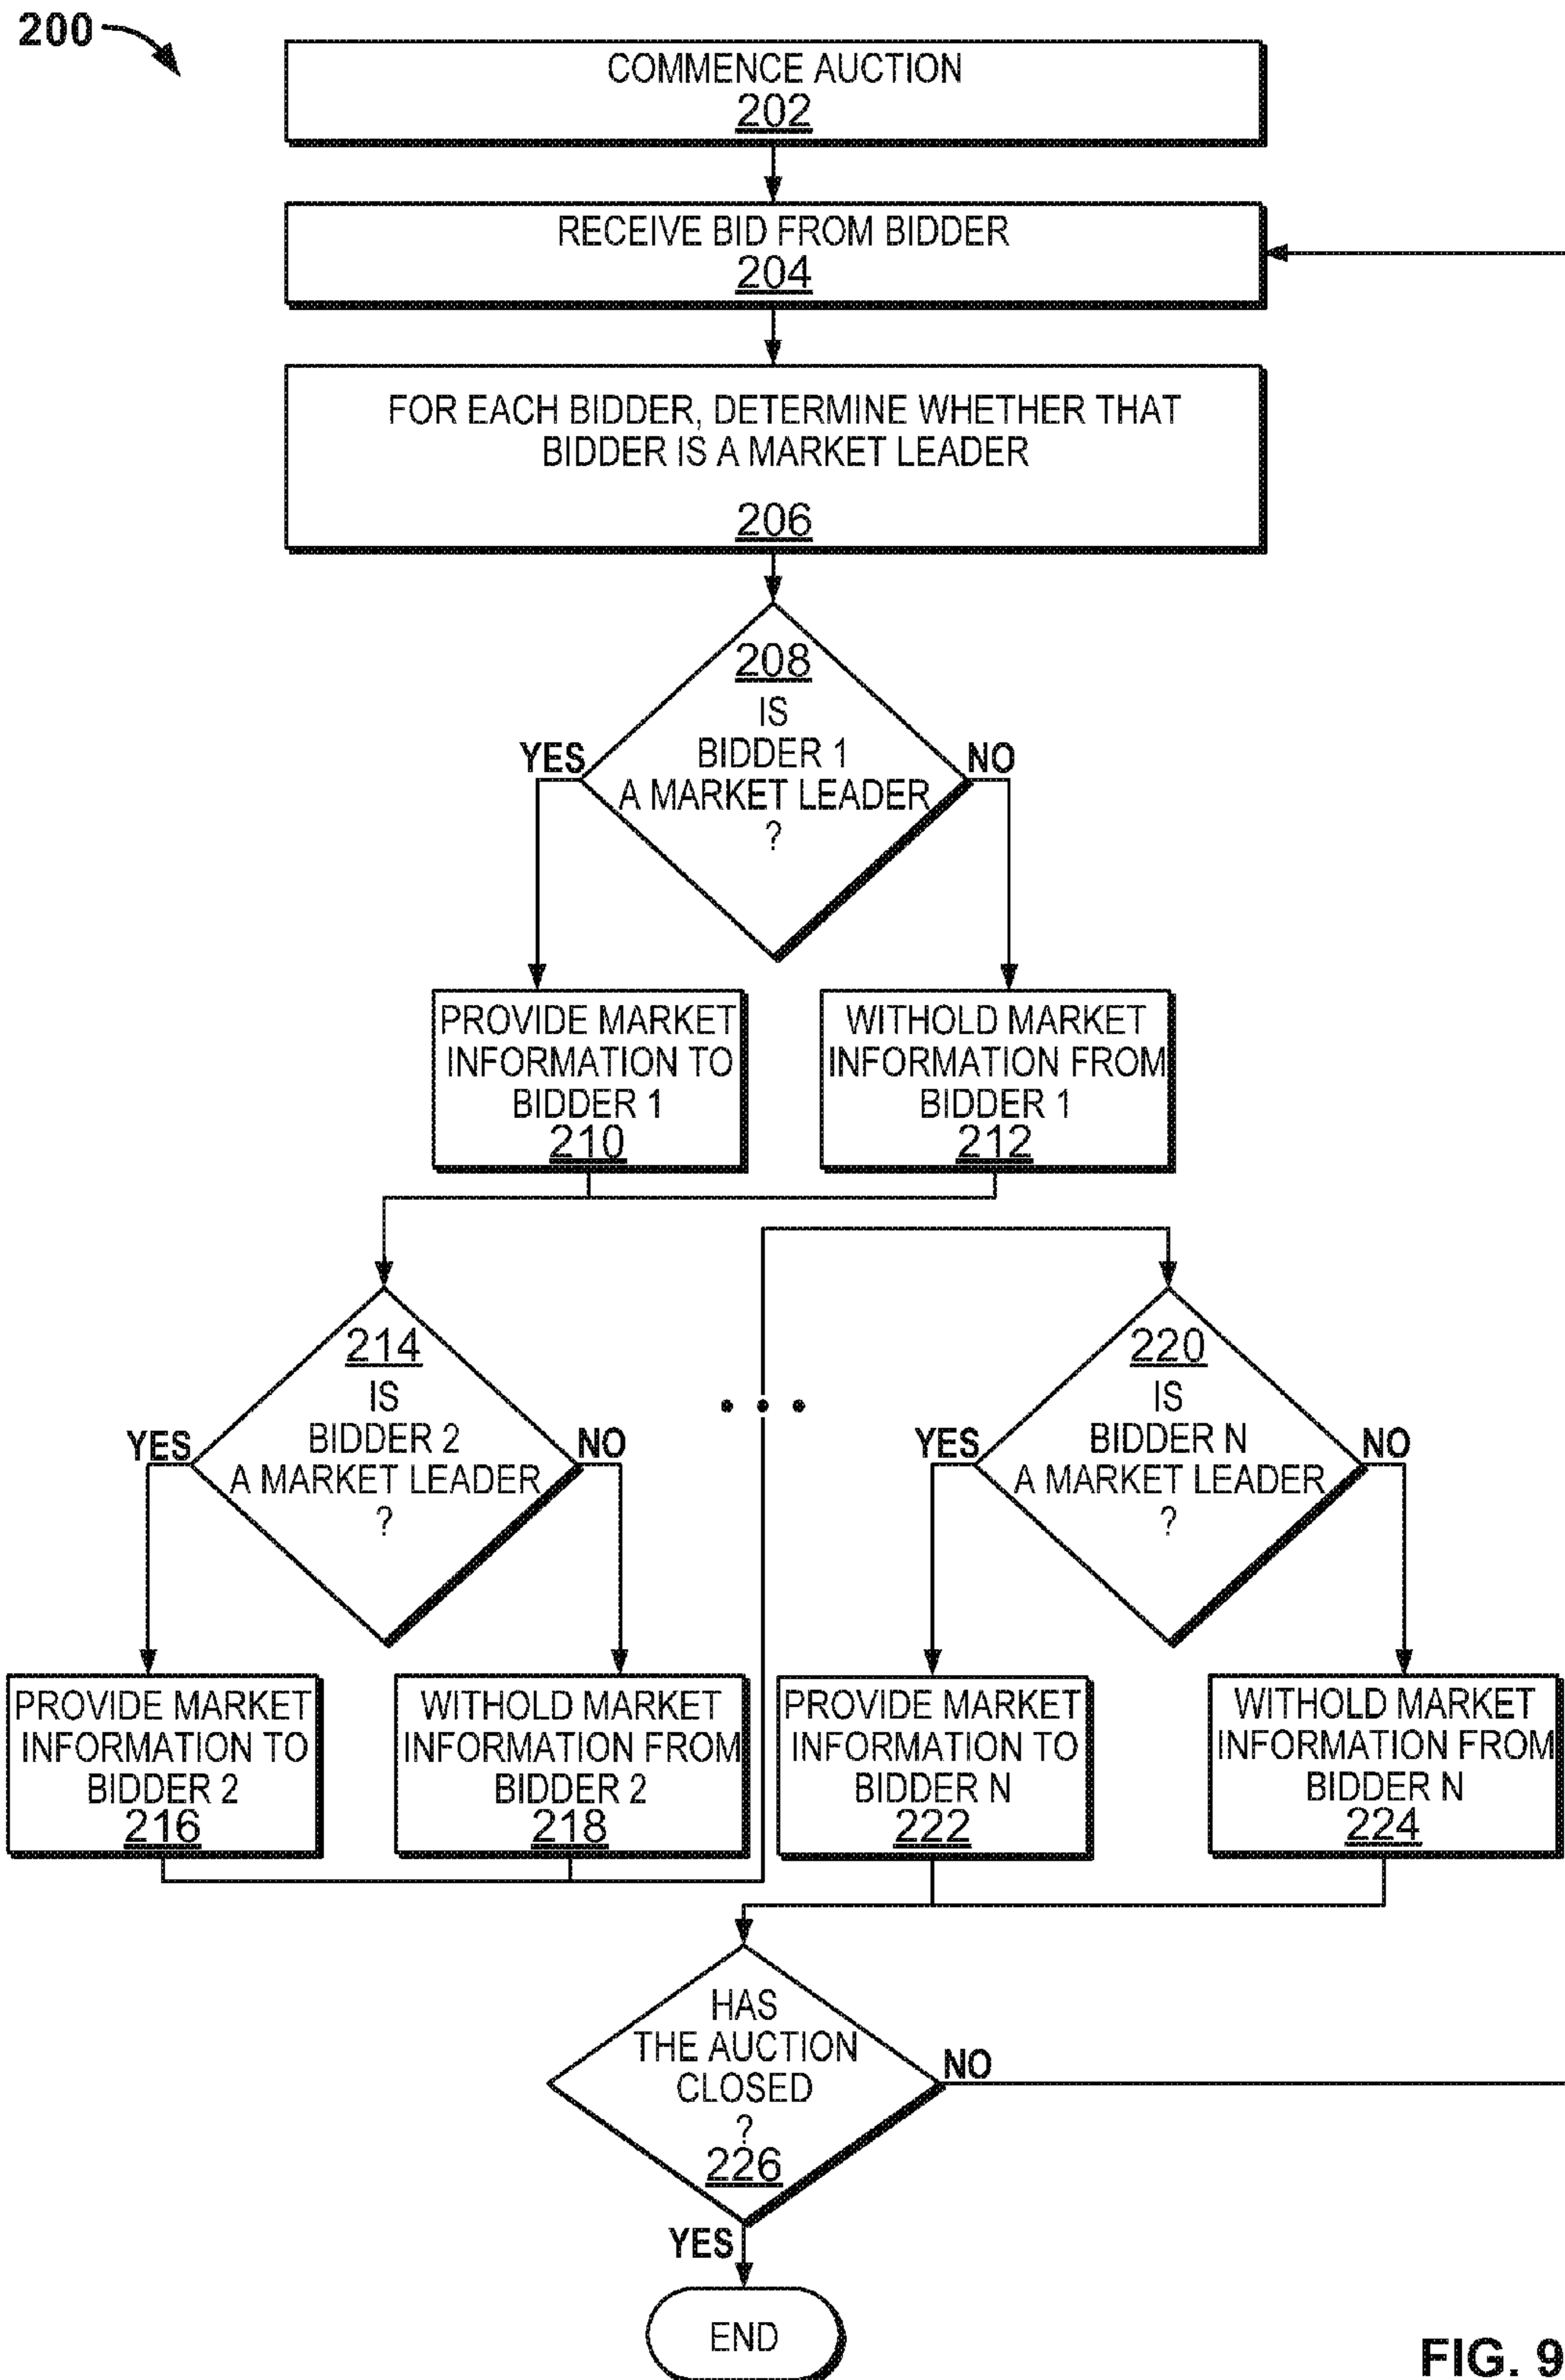 200
COMMENCE AUCTION
202
RECEIVE BID FROM BIDDER
204
FOR EACH BIDDER, DETERMINE WHETHER THAT
BIDDER IS A MARKET LEADER
206
208
IS
BIDDER 1
A MARKET LEADER
?
YES
NO
PROVIDE MARKET
INFORMATION TO
BIDDER 1
210
WITHOLD MARKET
INFORMATION FROM
BIDDER 1
212
214
IS
BIDDER 2
A MARKET LEADER
?
YES
NO
• • •
220
IS
BIDDER N
A MARKET LEADER
?
YES
NO
PROVIDE MARKET
INFORMATION TO
BIDDER 2
216
WITHOLD MARKET
INFORMATION FROM
BIDDER 2
218
PROVIDE MARKET
INFORMATION TO
BIDDER N
222
WITHOLD MARKET
INFORMATION FROM
BIDDER N
224
HAS
THE AUCTION
CLOSED
?
226
NO
YES
END
FIG. 9